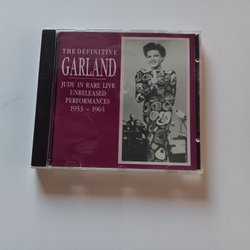 THE DEFINITIVE
GARLAND
JUDY IN RARE LIVE
UNRELEASED
PERFORMANCES
1953 - 1965